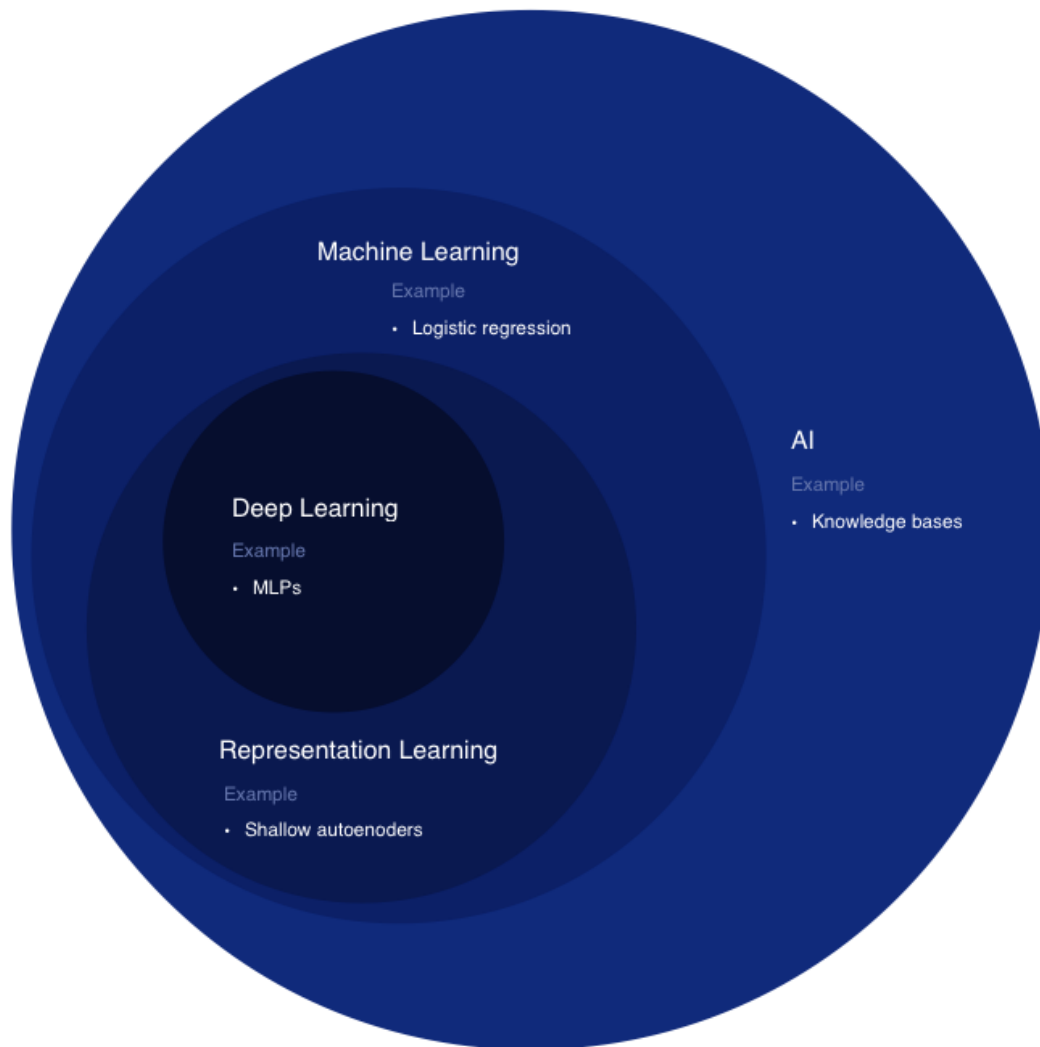 Machine Learning
Example
• Logistic regression
AI
Example
• Knowledge bases
Deep Learning
Example
• MLPs
Representation Learning
Example
• Shallow autoenoders